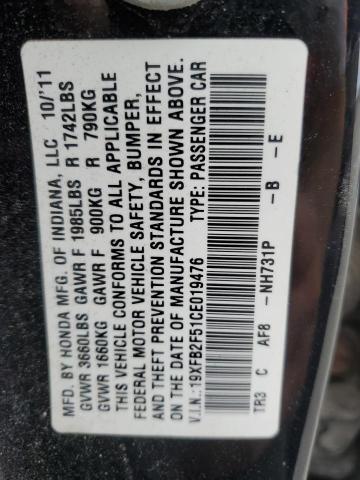 MFD. BY HONDA MFG. OF INDIANA, LLC 10/'11
GVWR 3660LBS GAWR F 1985LBS R 1742LBS
GVWR 1660KG GAWR F 900KG R 790KG
THIS VEHICLE CONFORMS TO ALL APPLICABLE
FEDERAL MOTOR VEHICLE SAFETY, BUMPER,
AND THEFT PREVENTION STANDARDS IN EFFECT
ON THE DATE OF MANUFACTURE SHOWN ABOVE.
V.I.N.:19XFB2F51CE019476 TYPE: PASSENGER CAR
TR3 C AF8 -NH731P -B -E